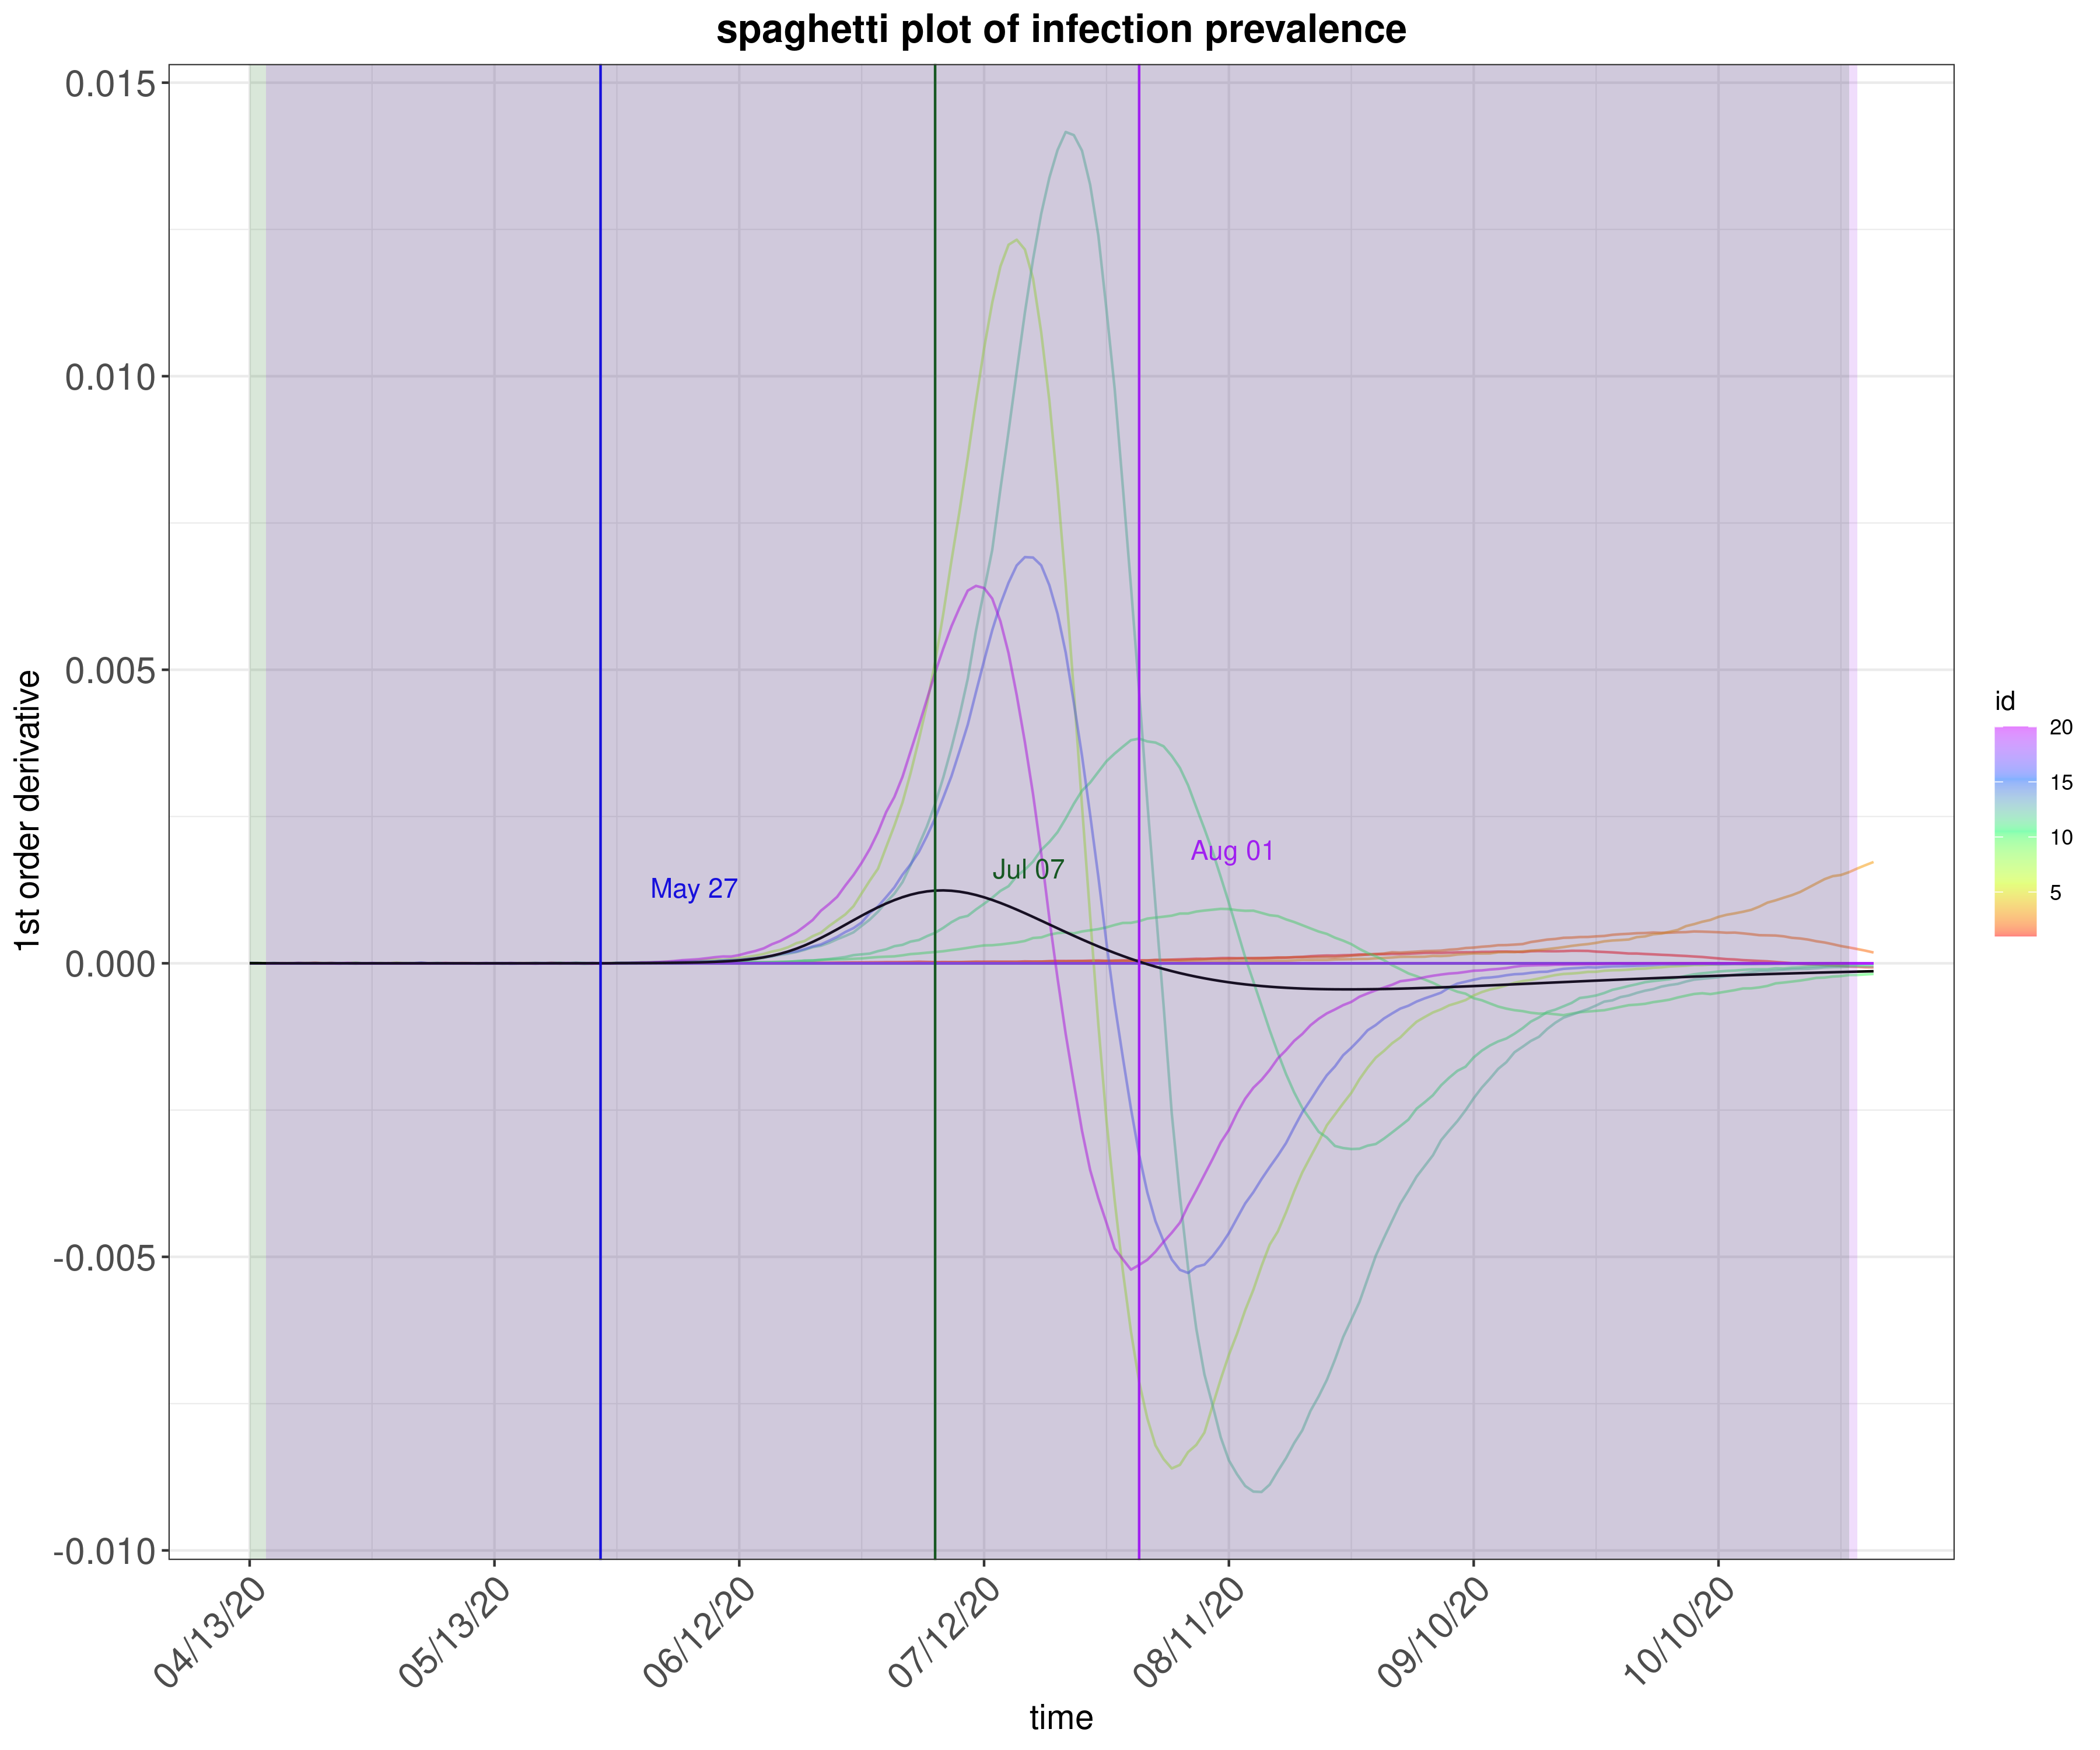 spaghetti plot of infection prevalence
0.015
0.010
0.005
0.000
-0.005
-0.010
1st order derivative
May 27
Jul 07
Aug 01
id
20
15
10
5
04/13/20
05/13/20
06/12/20
07/12/20
08/11/20
09/10/20
10/10/20
time